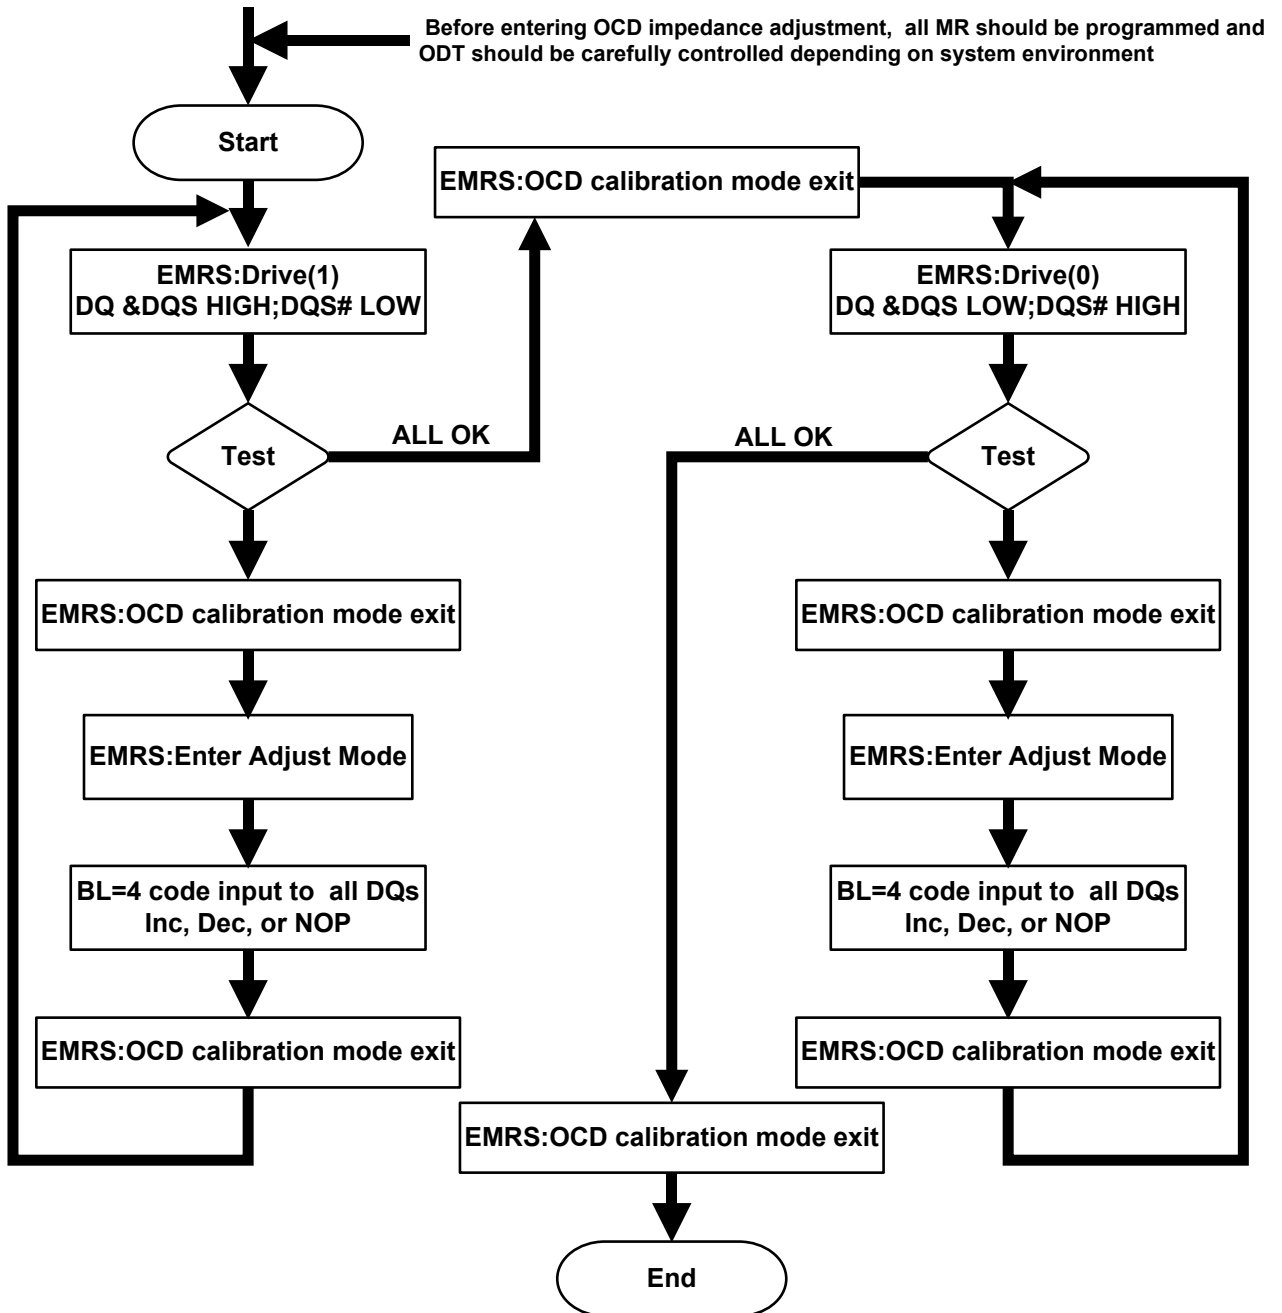 Before entering OCD impedance adjustment, all MR should be programmed and
ODT should be carefully controlled depending on system environment
Start
EMRS:OCD calibration mode exit
EMRS:Drive(1)
DQ &DQS HIGH;DQS# LOW
EMRS:Drive(0)
DQ &DQS LOW;DQS# HIGH
ALL OK
ALL OK
Test
Test
EMRS:OCD calibration mode exit
EMRS:OCD calibration mode exit
EMRS:Enter Adjust Mode
EMRS:Enter Adjust Mode
BL=4 code input to all DQs
Inc, Dec, or NOP
BL=4 code input to all DQs
Inc, Dec, or NOP
EMRS:OCD calibration mode exit
EMRS:OCD calibration mode exit
EMRS:OCD calibration mode exit
End